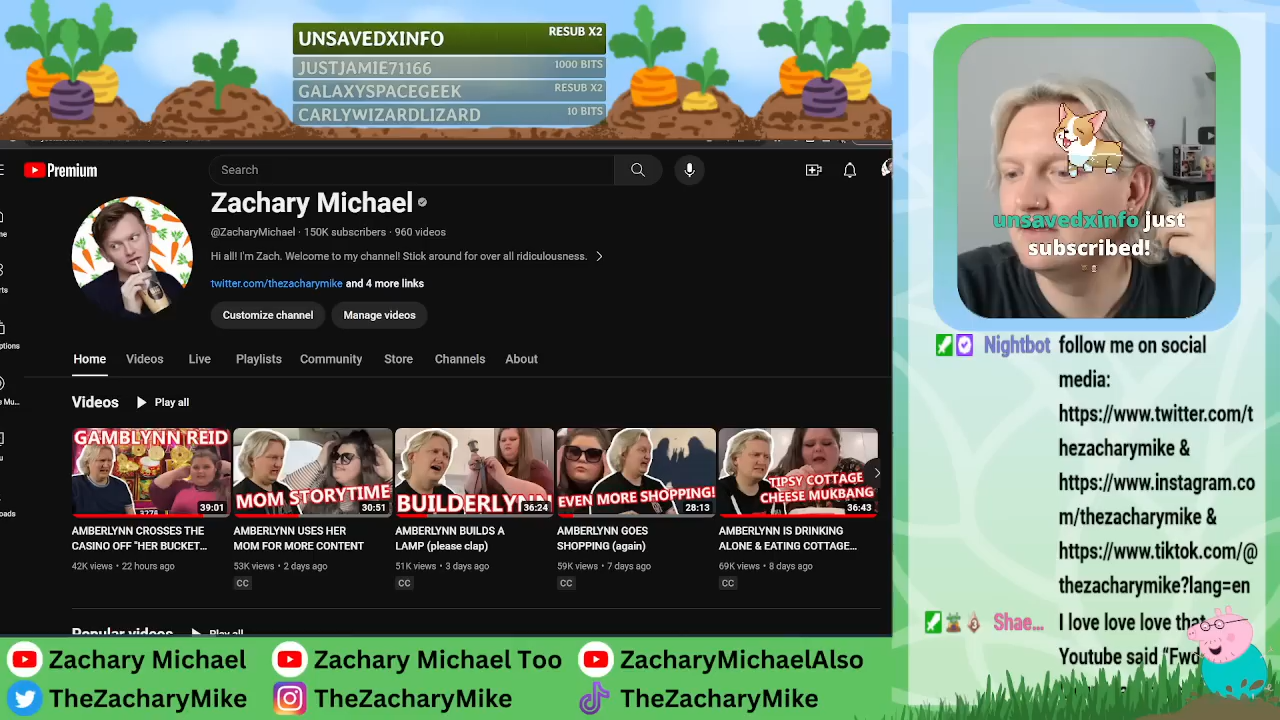 UNSAVEDXINFO RESUB X2
JUSTJAMIE71166 1000 BITS
GALAXYSPACEGEEK RESUB X2
CARLYWIZARDLIZARD 10 BITS
Premium
Search
Zachary Michael
@ZacharyMichael · 150K subscribers · 960 videos
Hi all! I'm Zach. Welcome to my channel! Stick around for over all ridiculousness.
twitter.com/thezacharymike and 4 more links
Customize channel Manage videos
Home Videos Live Playlists Community Store Channels About
Videos Play all
GAMBLYNN REID
39:01
MOM STORYTIME
30:51
BUILDERLYNN
36:24
EVEN MORE SHOPPING!
28:13
TIPSY COTTAGE
CHEESE MUKBANG
36:43
AMBERLYNN CROSSES THE
CASINO OFF "HER BUCKET...
42K views · 22 hours ago
AMBERLYNN USES HER
MOM FOR MORE CONTENT
53K views · 2 days ago
CC
AMBERLYNN BUILDS A
LAMP (please clap)
51K views · 3 days ago
CC
AMBERLYNN GOES
SHOPPING (again)
59K views · 7 days ago
CC
AMBERLYNN IS DRINKING
ALONE & EATING COTTAGE...
69K views · 8 days ago
CC
Popular videos Play all
Zachary Michael Zachary Michael Too ZacharyMichaelAlso
TheZacharyMike TheZacharyMike TheZacharyMike
unsavedxinfo just
subscribed!
Nightbot follow me on social
media:
https://www.twitter.com/t
hezacharymike &
https://www.instagram.co
m/thezacharymike &
https://www.tiktok.com/@
thezacharymike?lang=en
Shae... I love love love that
Youtube said "Fwd